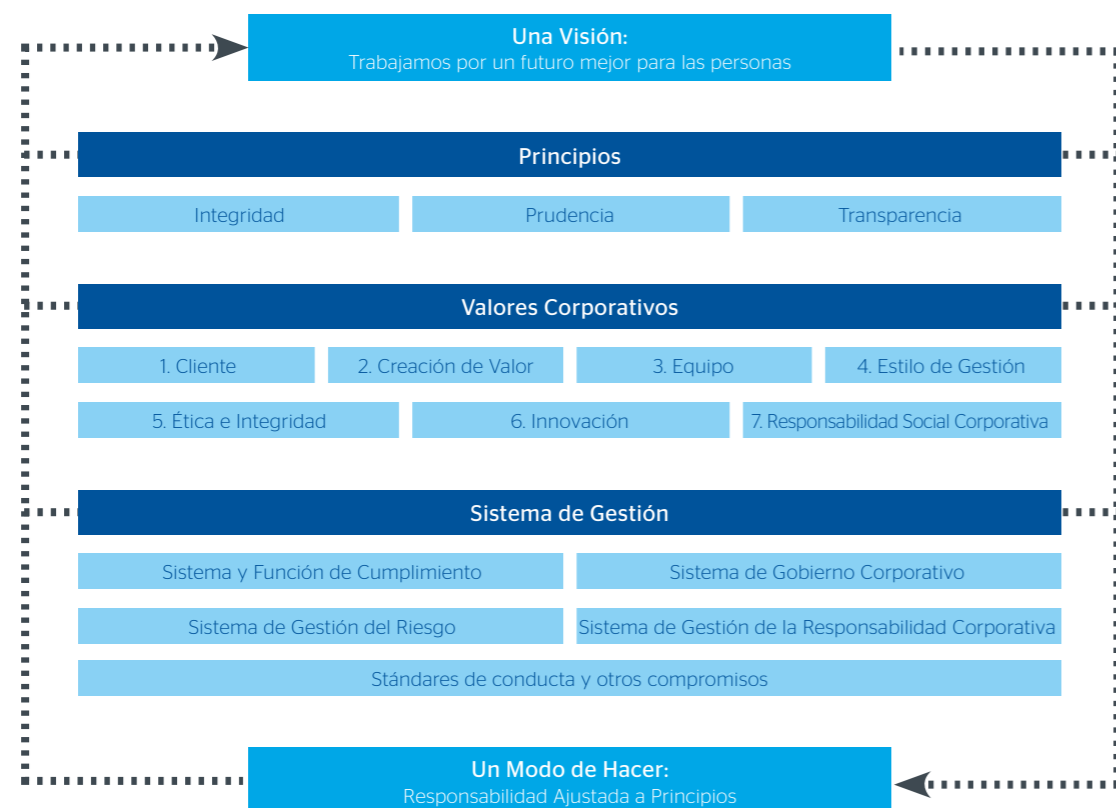 Una Visión:
Trabajamos por un futuro mejor para las personas
Principios
Integridad
Prudencia
Transparencia
Valores Corporativos
1. Cliente
2. Creación de Valor
3. Equipo
4. Estilo de Gestión
5. Ética e Integridad
6. Innovación
7. Responsabilidad Social Corporativa
Sistema de Gestión
Sistema y Función de Cumplimiento
Sistema de Gobierno Corporativo
Sistema de Gestión del Riesgo
Sistema de Gestión de la Responsabilidad Corporativa
Stándares de conducta y otros compromisos
Un Modo de Hacer:
Responsabilidad Ajustada a Principios